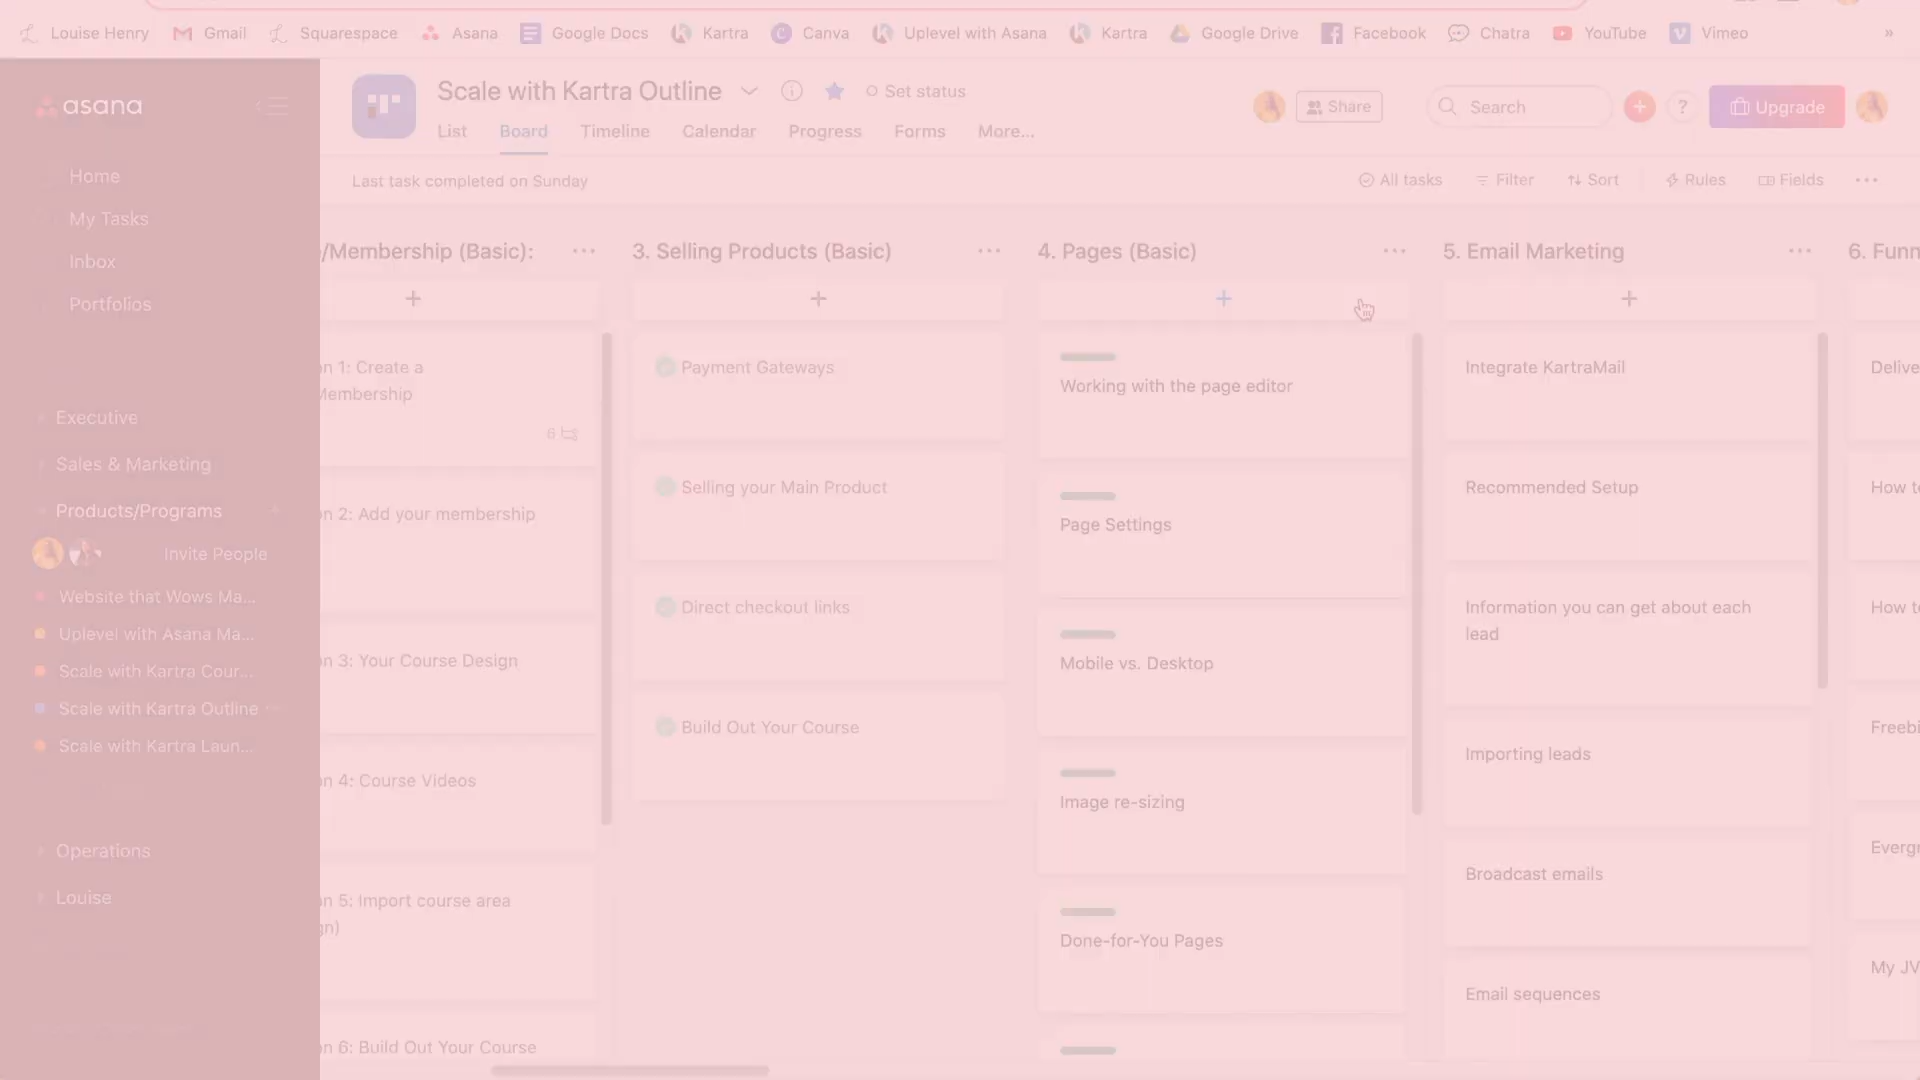 Louise Henry
Gmail
Squarespace
Asana
Google Docs
Kartra
Canva
Uplevel with Asana
Kartra
Google Drive
Facebook
Chatra
YouTube
Vimeo
»
asana
Home
My Tasks
Inbox
Portfolios
Executive
Sales & Marketing
Products/Programs
Invite People
Website that Wows Ma...
Uplevel with Asana Ma...
Scale with Kartra Cour...
Scale with Kartra Outline
Scale with Kartra Laun...
Operations
Louise
Scale with Kartra Outline
Set status
List
Board
Timeline
Calendar
Progress
Forms
More...
Share
Search
?
Upgrade
Last task completed on Sunday
All tasks
Filter
Sort
Rules
Fields
/Membership (Basic):
n 1: Create a
Membership
6
n 2: Add your membership
n 3: Your Course Design
n 4: Course Videos
n 5: Import course area
gn)
n 6: Build Out Your Course
3. Selling Products (Basic)
Payment Gateways
Selling your Main Product
Direct checkout links
Build Out Your Course
4. Pages (Basic)
Working with the page editor
Page Settings
Mobile vs. Desktop
Image re-sizing
Done-for-You Pages
5. Email Marketing
Integrate KartraMail
Recommended Setup
Information you can get about each
lead
Importing leads
Broadcast emails
Email sequences
6. Funn
Delive
How to
How to
Freebi
Evergr
My JV